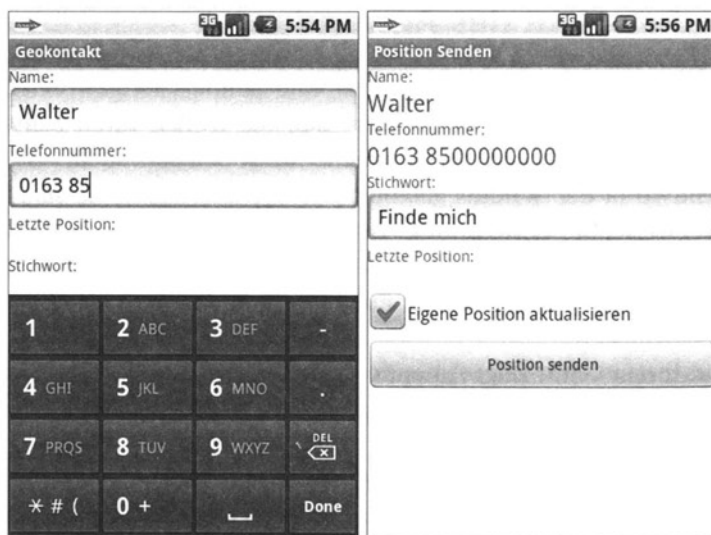 3G 5:54 PM
Geokontakt
Name:
Walter
Telefonnummer:
0163 85
Letzte Position:
Stichwort:
1 2 ABC 3 DEF -
4 GHI 5 JKL 6 MNO .
7 PRQS 8 TUV 9 WXYZ DEL
* # ( 0 + Done
3G 5:56 PM
Position Senden
Name:
Walter
Telefonnummer:
0163 8500000000
Stichwort:
Finde mich
Letzte Position:
Eigene Position aktualisieren
Position senden